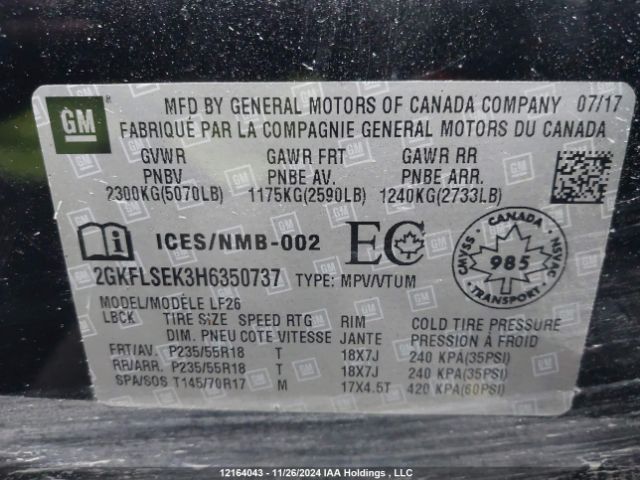 GM ®
MFD BY GENERAL MOTORS OF CANADA COMPANY 07/17
FABRIQUÉ PAR LA COMPAGNIE GENERAL MOTORS DU CANADA
GVWR GAWR FRT GAWR RR
PNBV PNBE AV. PNBE ARR.
2300KG(5070LB) 1175KG(2590LB) 1240KG(2733LB)
ICES/NMB-002 EC
CANADA
CMVSS 985 NSVAC
TRANSPORT
2GKFLSEK3H6350737 TYPE: MPV/VTUM
MODEL/MODÈLE LF26
LBCK TIRE SIZE SPEED RTG RIM COLD TIRE PRESSURE
DIM. PNEU COTE VITESSE JANTE PRESSION À FROID
FRT/AV. P235/55R18 T 18X7J 240 KPA(35PSI)
RR/ARR. P235/55R18 T 18X7J 240 KPA(35PSI)
SPA/SOS T145/70R17 M 17X4.5T 420 KPA(60PSI)
12164043 - 11/26/2024 IAA Holdings, LLC/